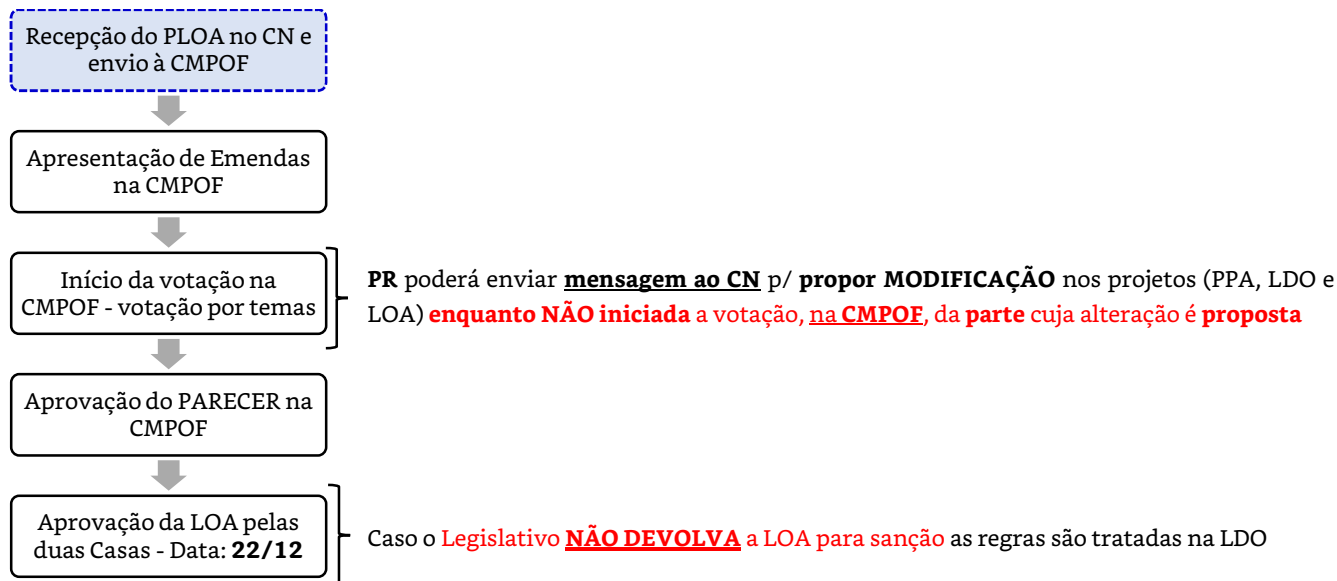 Recepção do PLOA no CN e
envio à CMPOF
Apresentação de Emendas
na CMPOF
Início da votação na
CMPOF - votação por temas
PR poderá enviar mensagem ao CN p/ propor MODIFICAÇÃO nos projetos (PPA, LDO e
LOA) enquanto NÃO iniciada a votação, na CMPOF, da parte cuja alteração é proposta
Aprovação do PARECER na
CMPOF
Aprovação da LOA pelas
duas Casas - Data: 22/12
Caso o Legislativo NÃO DEVOLVA a LOA para sanção as regras são tratadas na LDO